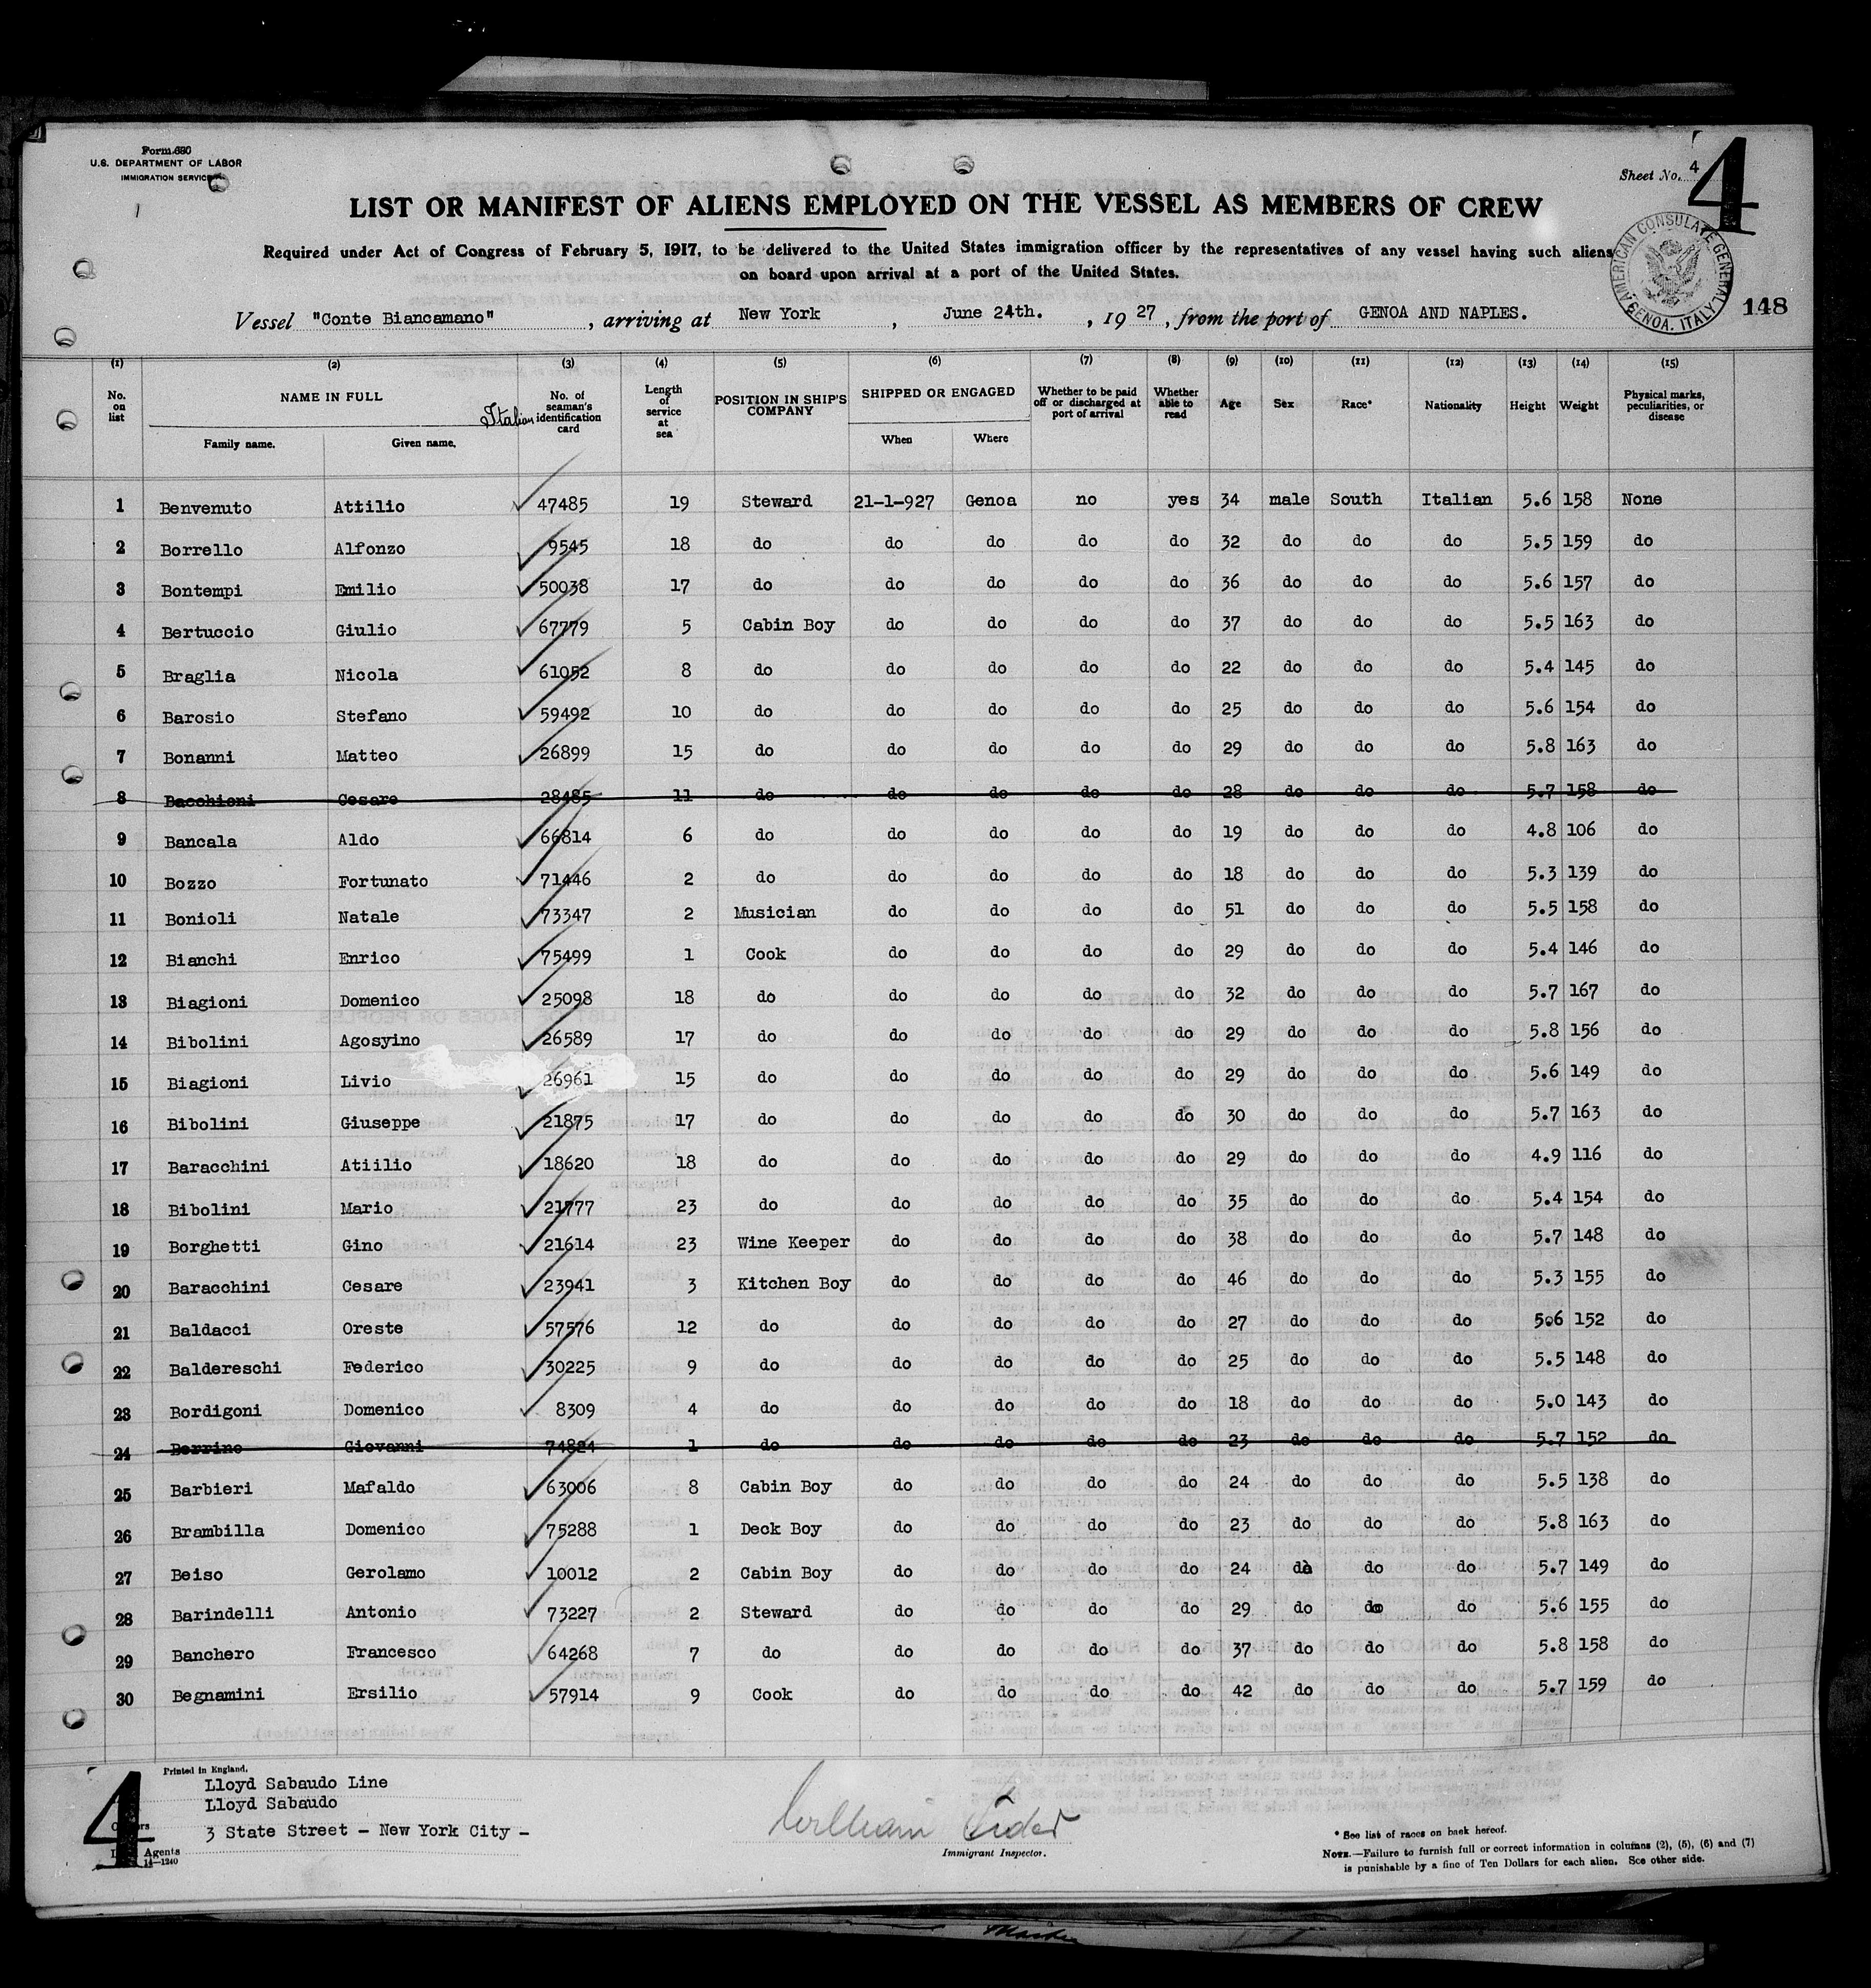 Form 680
U.S. DEPARTMENT OF LABOR
IMMIGRATION SERVICE
Sheet No. 4
4
LIST OR MANIFEST OF ALIENS EMPLOYED ON THE VESSEL AS MEMBERS OF CREW
Required under Act of Congress of February 5, 1917, to be delivered to the United States immigration officer by the representatives of any vessel having such aliens
on board upon arrival at a port of the United States.
AMERICAN CONSULATE GENERAL GENOA. ITALY
148
Vessel "Conte Biancamano", arriving at New York, June 24th., 1927, from the port of GENOA AND NAPLES.
(1) (2) (3) (4) (5) (6) (7) (8) (9) (10) (11) (12) (13) (14) (15)
No. on list NAME IN FULL Family name. Given name. Italian No. of seaman's identification card Length of service at sea POSITION IN SHIP'S COMPANY SHIPPED OR ENGAGED When Where Whether to be paid off or discharged at port of arrival Whether able to read Age Sex Race* Nationality Height Weight Physical marks, peculiarities, or disease
1 Benvenuto Attilio 47485 19 Steward 21-1-927 Genoa no yes 34 male South Italian 5.6 158 None
2 Borrello Alfonzo 9545 18 do do do do do 32 do do do 5.5 159 do
3 Bontempi Emilio 50038 17 do do do do do 36 do do do 5.6 157 do
4 Bertuccio Giulio 67779 5 Cabin Boy do do do do 37 do do do 5.5 163 do
5 Braglia Nicola 61052 8 do do do do do 22 do do do 5.4 145 do
6 Barosio Stefano 59492 10 do do do do do 25 do do do 5.6 154 do
7 Bonanni Matteo 26899 15 do do do do do 29 do do do 5.8 163 do
8 Bacchioni Cesare 28485 11 do do do do do 28 do do do 5.7 158 do
9 Bancala Aldo 66814 6 do do do do do 19 do do do 4.8 106 do
10 Bozzo Fortunato 71446 2 do do do do do 18 do do do 5.3 139 do
11 Bonioli Natale 73347 2 Musician do do do do 51 do do do 5.5 158 do
12 Bianchi Enrico 75499 1 Cook do do do do 29 do do do 5.4 146 do
13 Biagioni Domenico 25098 18 do do do do do 32 do do do 5.7 167 do
14 Bibolini Agosyino 26589 17 do do do do do 29 do do do 5.8 156 do
15 Biagioni Livio 26961 15 do do do do do 29 do do do 5.6 149 do
16 Bibolini Giuseppe 21875 17 do do do do do 30 do do do 5.7 163 do
17 Baracchini Atiilio 18620 18 do do do do do 29 do do do 4.9 116 do
18 Bibolini Mario 21777 23 do do do do do 35 do do do 5.4 154 do
19 Borghetti Gino 21614 23 Wine Keeper do do do do 38 do do do 5.7 148 do
20 Baracchini Cesare 23941 3 Kitchen Boy do do do do 46 do do do 5.3 155 do
21 Baldacci Oreste 57576 12 do do do do do 27 do do do 5o6 152 do
22 Baldereschi Federico 30225 9 do do do do do 25 do do do 5.5 148 do
23 Bordigoni Domenico 8309 4 do do do do do 18 do do do 5.0 143 do
24 Berrino Giovanni 74824 1 do do do do do 23 do do do 5.7 152 do
25 Barbieri Mafaldo 63006 8 Cabin Boy do do do do 24 do do do 5.5 138 do
26 Brambilla Domenico 75288 1 Deck Boy do do do do 23 do do do 5.8 163 do
27 Beiso Gerolamo 10012 2 Cabin Boy do do do do 24 do do do 5.7 149 do
28 Barindelli Antonio 73227 2 Steward do do do do 29 do do do 5.6 155 do
29 Banchero Francesco 64268 7 do do do do do 37 do do do 5.8 158 do
30 Begnamini Ersilio 57914 9 Cook do do do do 42 do do do 5.7 159 do
Printed in England.
Lloyd Sabaudo Line
Lloyd Sabaudo
3 State Street - New York City -
4
Agents
14-1240
William
Immigrant Inspector.
* See list of races on back hereof.
NOTE.—Failure to furnish full or correct information in columns (2), (5), (6) and (7)
is punishable by a fine of Ten Dollars for each alien. See other side.